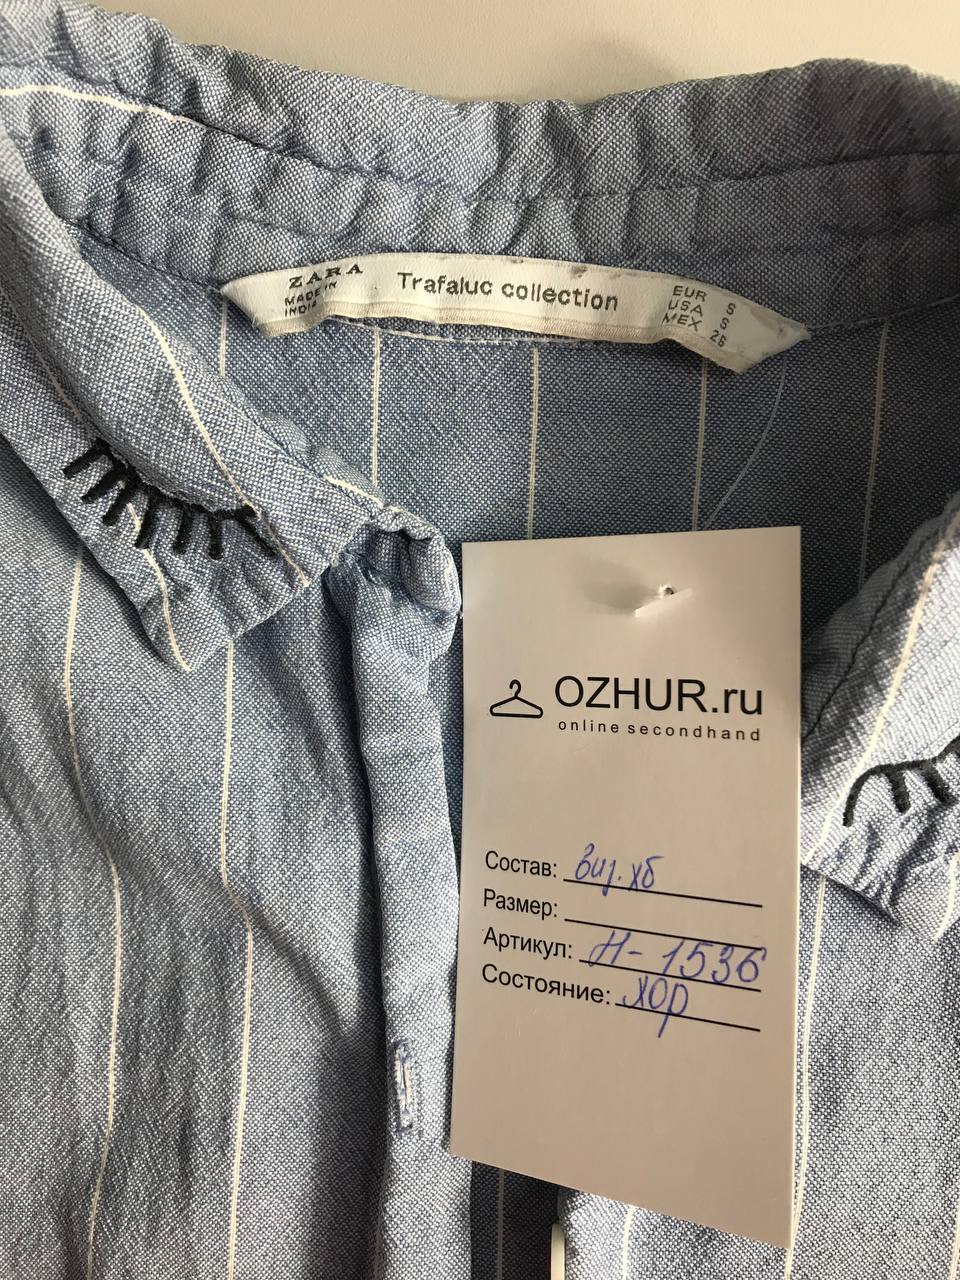 ZARA
MADE IN
INDIA
Trafaluc collection
EUR S
USA S
MEX 26
OZHUR.ru
online secondhand
Состав: виз. хб
Размер:
Артикул: Н-1536
Состояние: хор